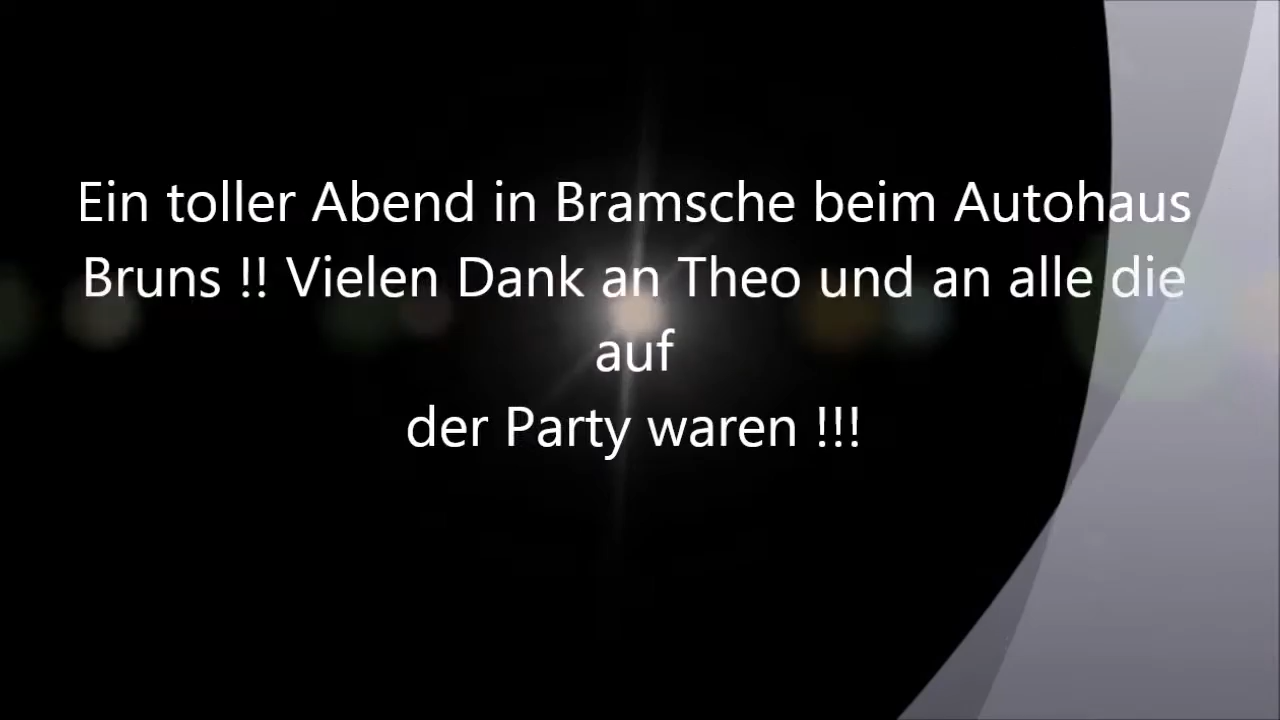 Ein toller Abend in Bramsche beim Autohaus
Bruns !! Vielen Dank an Theo und an alle die
auf
der Party waren !!!